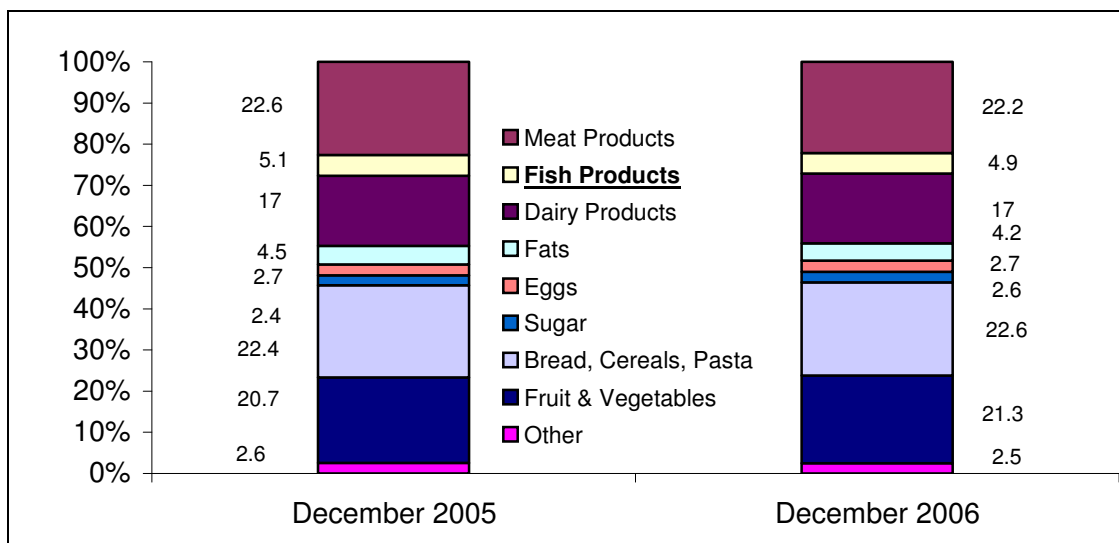 100%
90%
80%
70%
60%
50%
40%
30%
20%
10%
0%
22.6
5.1
17
4.5
2.7
2.4
22.4
20.7
2.6
Meat Products
Fish Products
Dairy Products
Fats
Eggs
Sugar
Bread, Cereals, Pasta
Fruit & Vegetables
Other
22.2
4.9
17
4.2
2.7
2.6
22.6
21.3
2.5
December 2005
December 2006